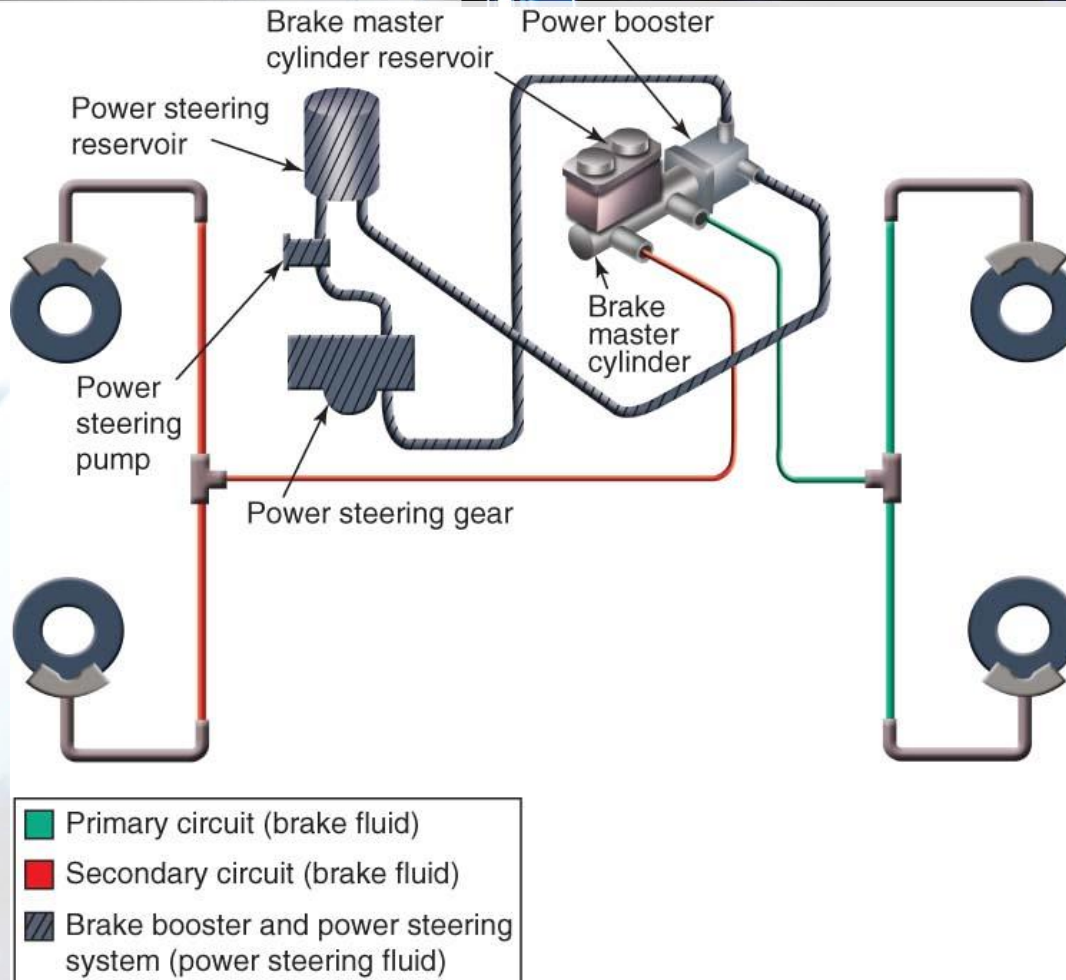 Brake master
cylinder reservoir
Power booster
Power steering
reservoir
Brake
master
cylinder
Power
steering
pump
Power steering gear
Primary circuit (brake fluid)
Secondary circuit (brake fluid)
Brake booster and power steering
system (power steering fluid)